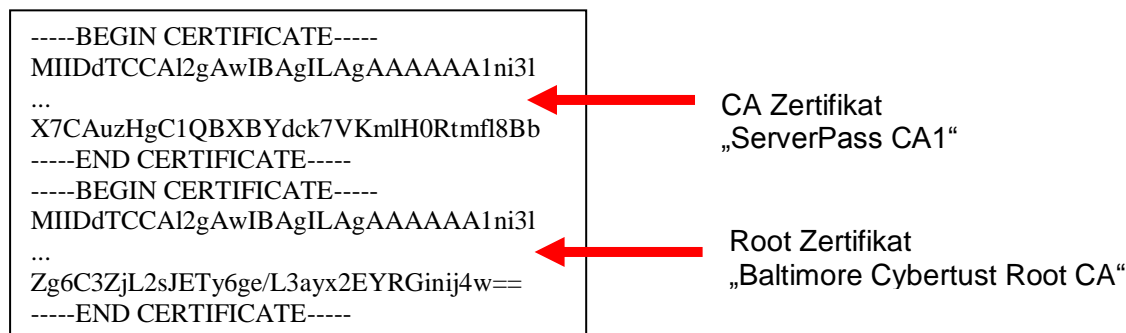 -----BEGIN CERTIFICATE-----
MIIDdTCCAl2gAwIBAgILAgAAAAAA1ni3l
...
X7CAuzHgC1QBXBYdck7VKmlH0Rtmfl8Bb
-----END CERTIFICATE-----
-----BEGIN CERTIFICATE-----
MIIDdTCCAl2gAwIBAgILAgAAAAAA1ni3l
...
Zg6C3ZjL2sJETy6ge/L3ayx2EYRGinij4w==
-----END CERTIFICATE-----
CA Zertifikat
„ServerPass CA1“
Root Zertifikat
„Baltimore Cybertust Root CA“